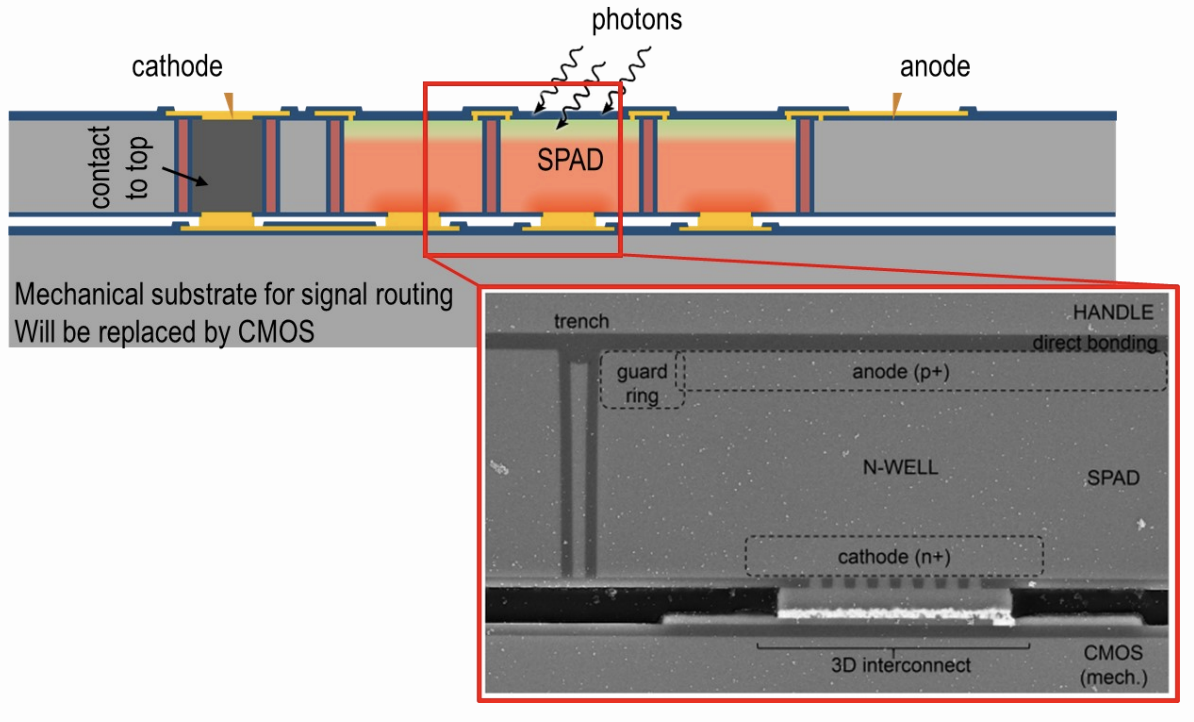 photons
cathode
anode
contact
to top
SPAD
Mechanical substrate for signal routing
Will be replaced by CMOS
HANDLE
trench
direct bonding
guard
ring
anode (p+)
N-WELL
SPAD
cathode (n+)
3D interconnect
CMOS
(mech.)